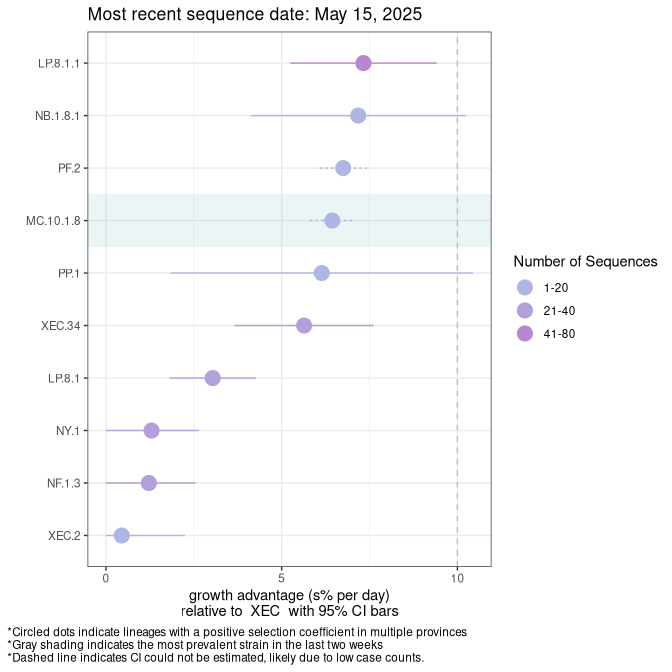 Most recent sequence date: May 15, 2025
LP.8.1.1
NB.1.8.1
PF.2
MC.10.1.8
PP.1
XEC.34
LP.8.1
NY.1
NF.1.3
XEC.2
0 5 10
growth advantage (s% per day)
relative to XEC with 95% CI bars
Number of Sequences
1-20
21-40
41-80
*Circled dots indicate lineages with a positive selection coefficient in multiple provinces
*Gray shading indicates the most prevalent strain in the last two weeks
*Dashed line indicates CI could not be estimated, likely due to low case counts.